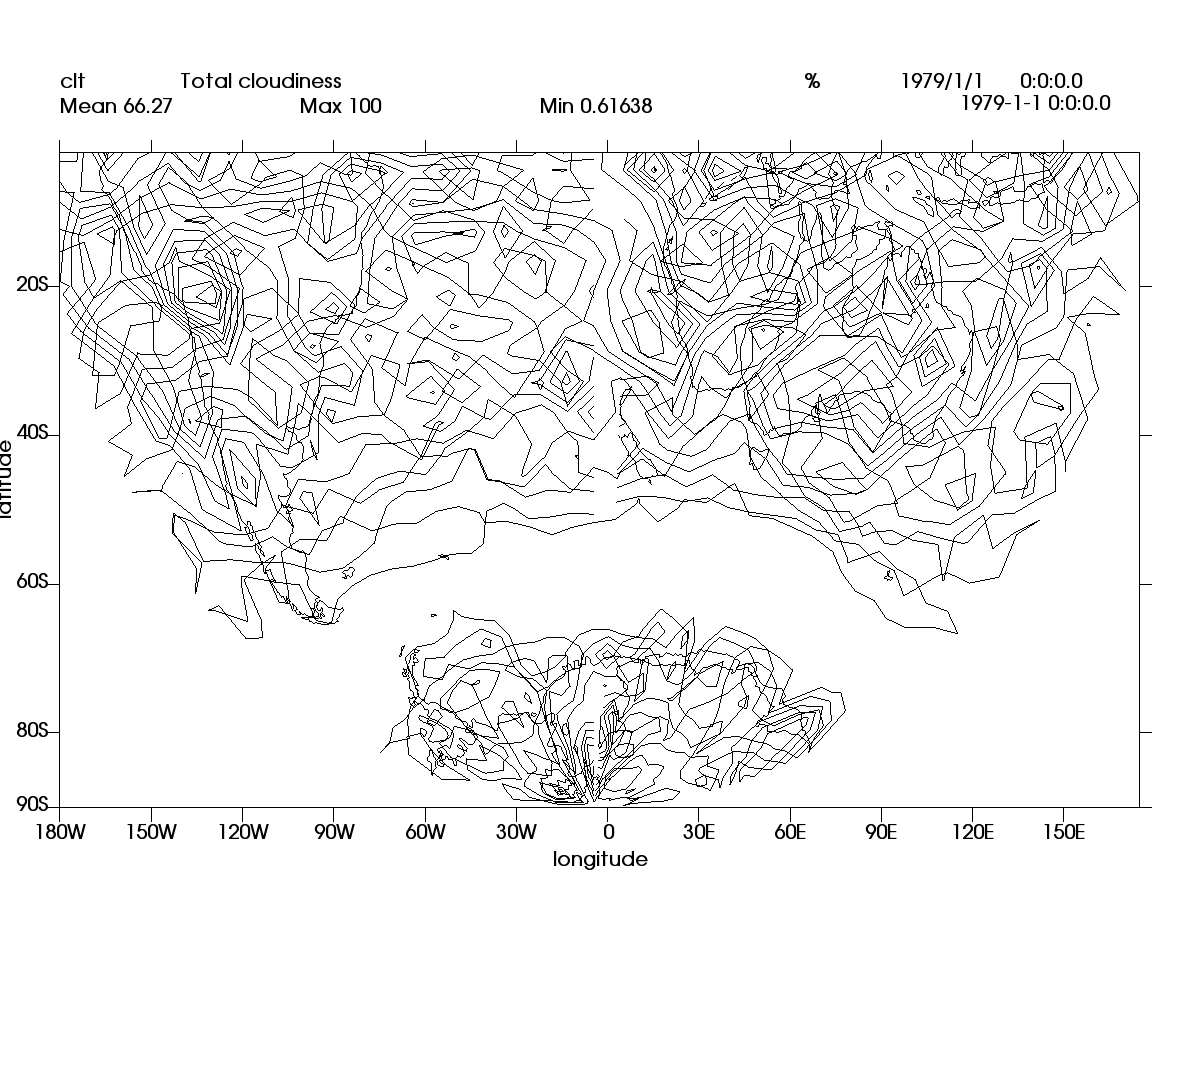 clt Total cloudiness % 1979/1/1 0:0:0.0
Mean 66.27 Max 100 Min 0.61638 1979-1-1 0:0:0.0
20S
40S
latitude
60S
80S
90S
180W 150W 120W 90W 60W 30W 0 30E 60E 90E 120E 150E
longitude